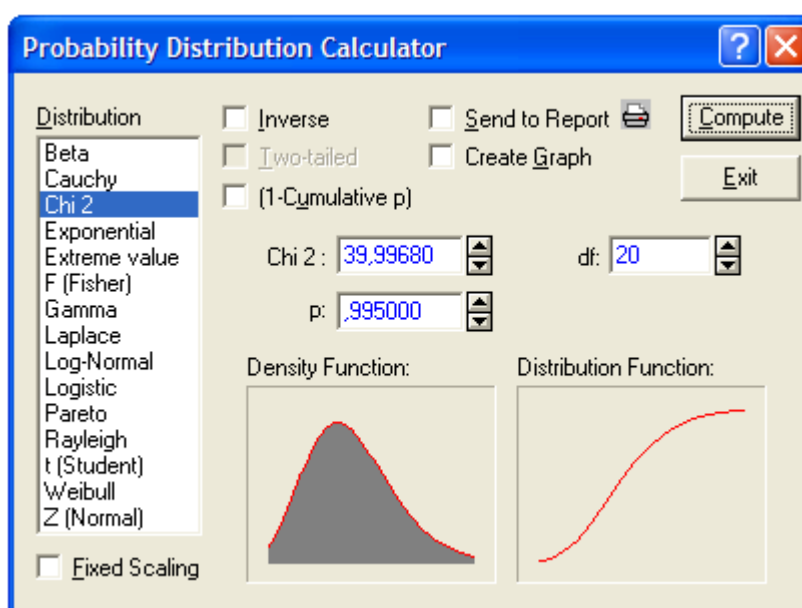 Probability Distribution Calculator
Distribution
Beta
Cauchy
Chi 2
Exponential
Extreme value
F (Fisher)
Gamma
Laplace
Log-Normal
Logistic
Pareto
Rayleigh
t (Student)
Weibull
Z (Normal)
Fixed Scaling
Inverse
Two-tailed
(1-Cumulative p)
Send to Report
Create Graph
Compute
Exit
Chi 2 : 39,99680
df: 20
p: ,995000
Density Function:
Distribution Function: